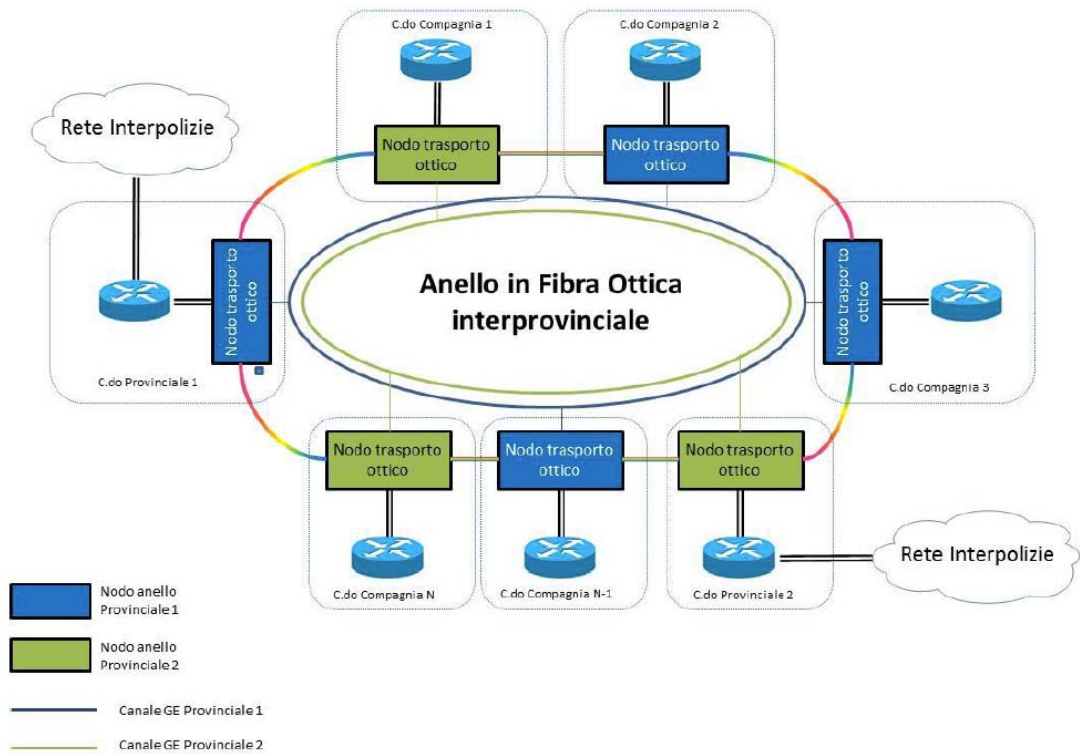 C.do Compagnia 1
C.do Compagnia 2
Rete Interpolizie
Nodo trasporto
ottico
Nodo trasporto
ottico
Nodo trasporto
ottico
Anello in Fibra Ottica
interprovinciale
Nodo trasporto
ottico
C.do Provinciale 1
C.do Compagnia 3
Nodo trasporto
ottico
Nodo trasporto
ottico
Nodo trasporto
ottico
Rete Interpolizie
C.do Compagnia N
C.do Compagnia N-1
C.do Provinciale 2
Nodo anello
Provinciale 1
Nodo anello
Provinciale 2
Canale GE Provinciale 1
Canale GE Provinciale 2